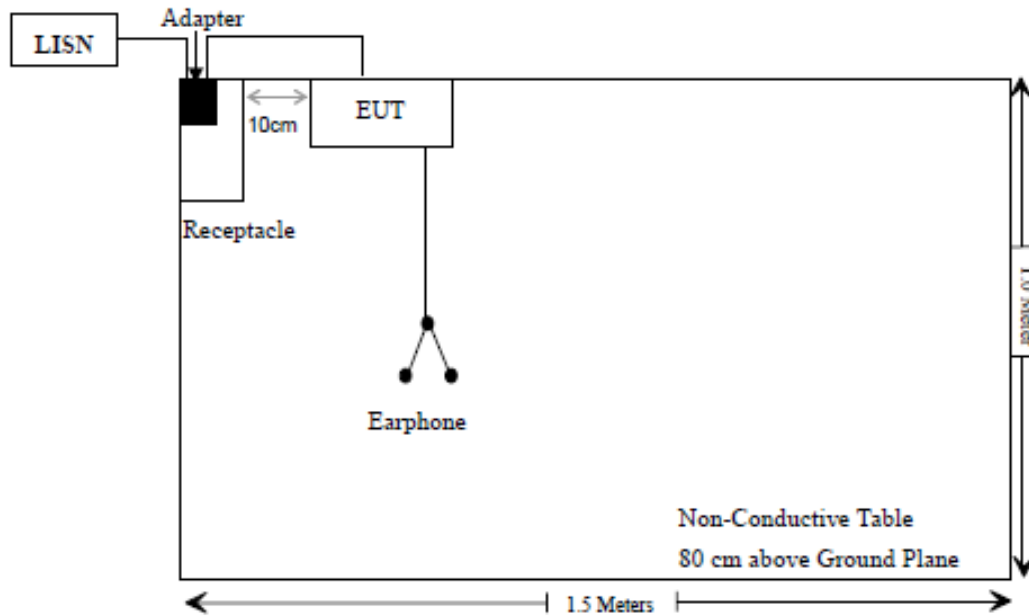 Adapter
LISN
EUT
10cm
Receptacle
Earphone
1.0 Meter
Non-Conductive Table
80 cm above Ground Plane
1.5 Meters